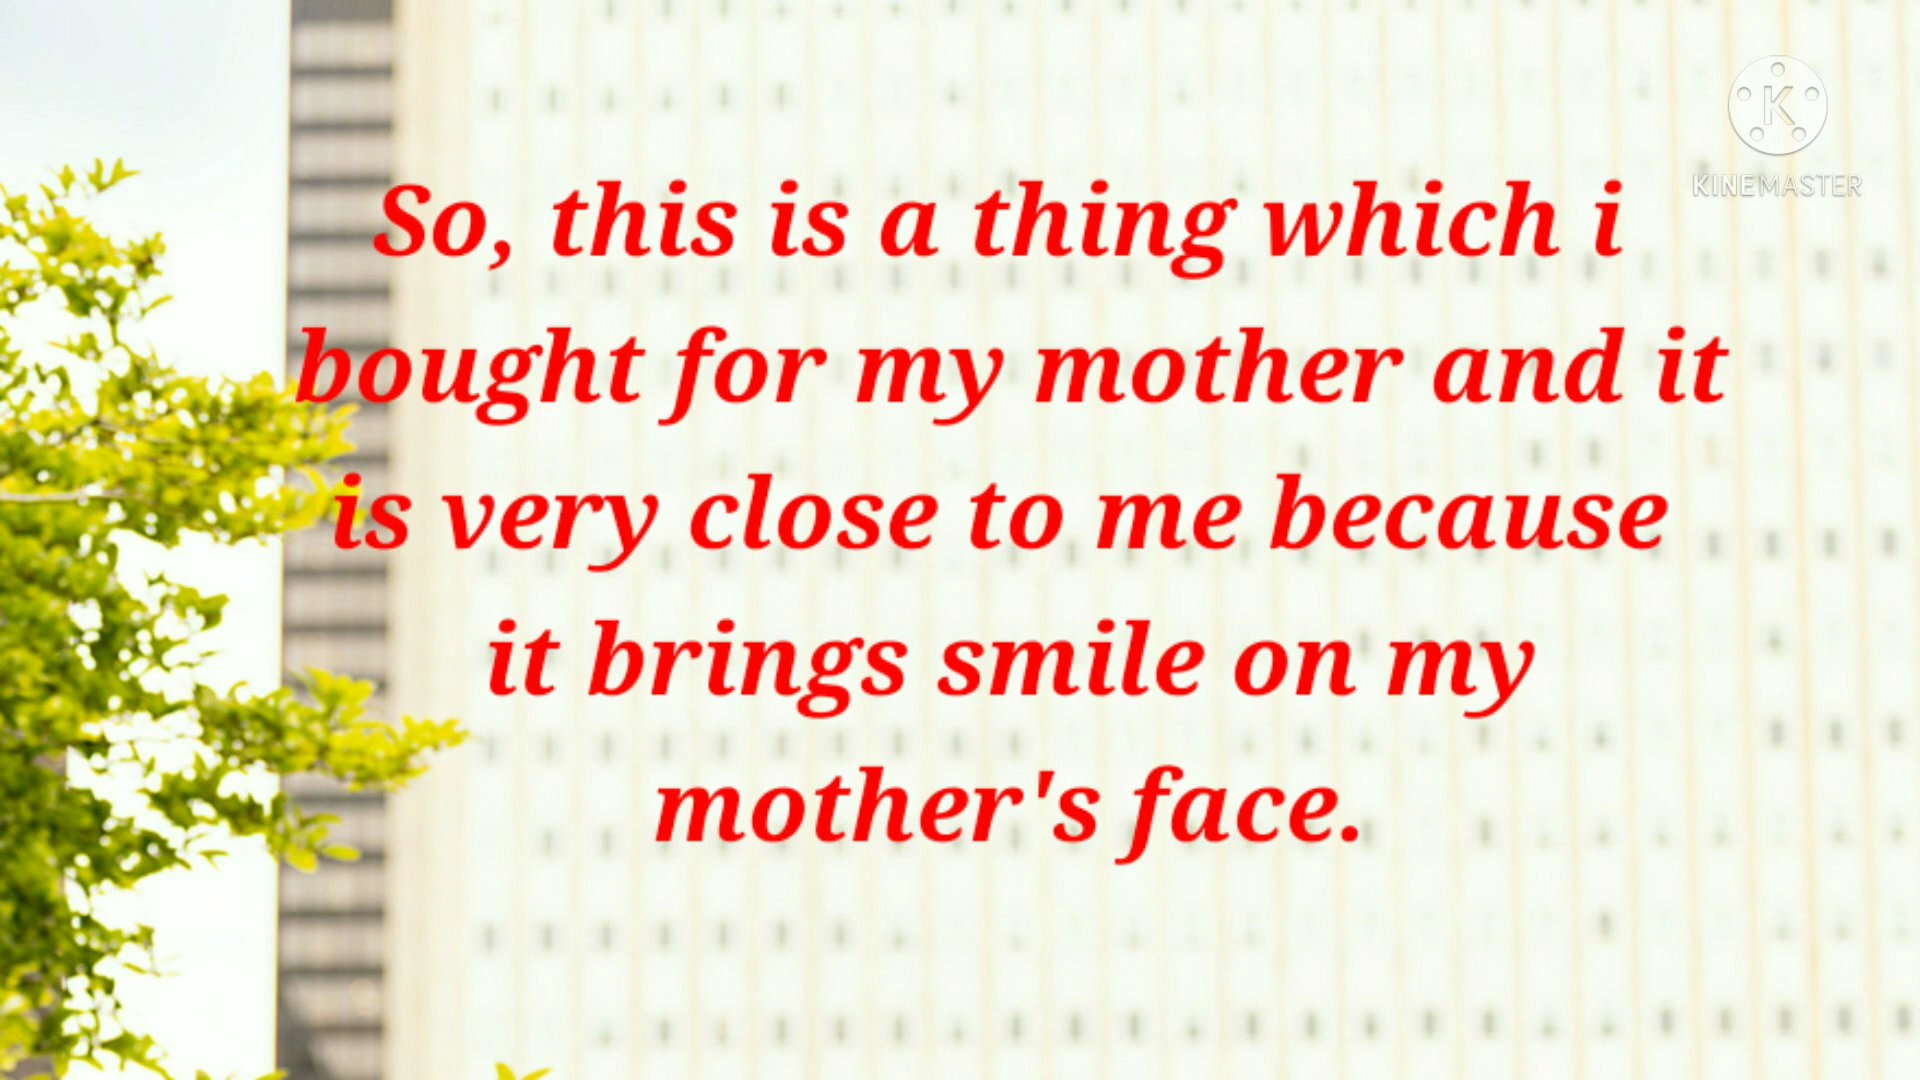 KINEMASTER
So, this is a thing which i
bought for my mother and it
is very close to me because
it brings smile on my
mother's face.